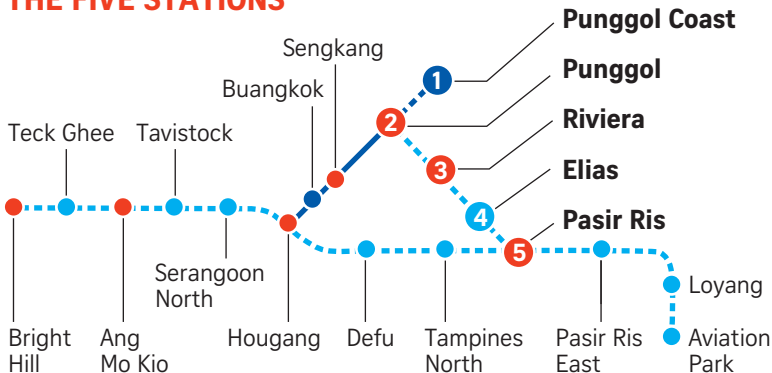 THE FIVE STATIONS
Punggol Coast
Sengkang
Punggol
Buangkok
Riviera
Teck Ghee
Tavistock
Elias
Pasir Ris
1
2
3
4
5
Serangoon
North
Loyang
Bright
Hill
Ang
Mo Kio
Hougang
Defu
Tampines
North
Pasir Ris
East
Aviation
Park